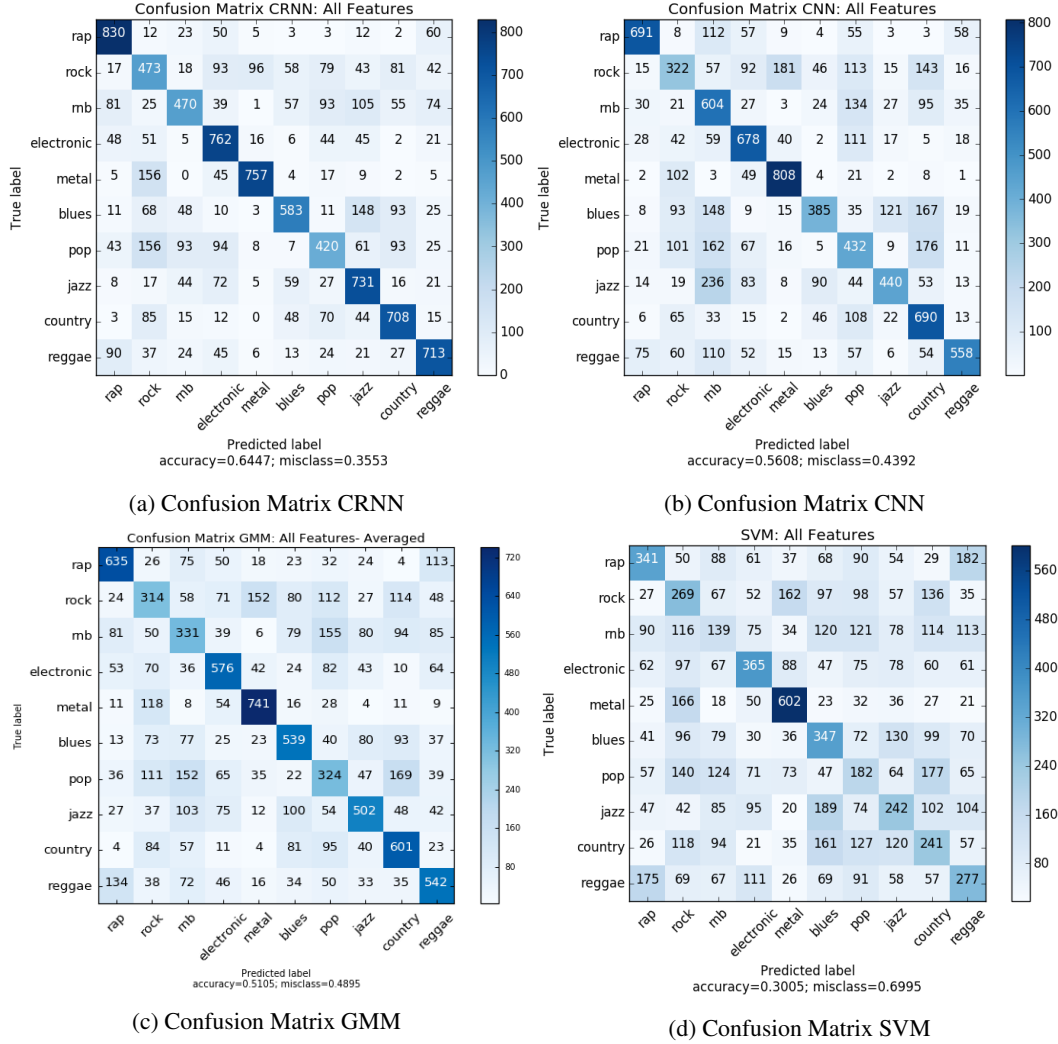 Confusion Matrix CRNN: All Features
rap 830 12 23 50 5 3 3 12 2 60
rock 17 473 18 93 96 58 79 43 81 42
rnb 81 25 470 39 1 57 93 105 55 74
electronic 48 51 5 762 16 6 44 45 2 21
metal 5 156 0 45 757 4 17 9 2 5
blues 11 68 48 10 3 583 11 148 93 25
pop 43 156 93 94 8 7 420 61 93 25
jazz 8 17 44 72 5 59 27 731 16 21
country 3 85 15 12 0 48 70 44 708 15
reggae 90 37 24 45 6 13 24 21 27 713
True label
rap rock rnb electronic metal blues pop jazz country reggae
Predicted label
accuracy=0.6447; misclass=0.3553
800
700
600
500
400
300
200
100
0
(a) Confusion Matrix CRNN
Confusion Matrix CNN: All Features
rap 691 8 112 57 9 4 55 3 3 58
rock 15 322 57 92 181 46 113 15 143 16
rnb 30 21 604 27 3 24 134 27 95 35
electronic 28 42 59 678 40 2 111 17 5 18
metal 2 102 3 49 808 4 21 2 8 1
blues 8 93 148 9 15 385 35 121 167 19
pop 21 101 162 67 16 5 432 9 176 11
jazz 14 19 236 83 8 90 44 440 53 13
country 6 65 33 15 2 46 108 22 690 13
reggae 75 60 110 52 15 13 57 6 54 558
True label
rap rock rnb electronic metal blues pop jazz country reggae
Predicted label
accuracy=0.5608; misclass=0.4392
800
700
600
500
400
300
200
100
(b) Confusion Matrix CNN
Confusion Matrix GMM: All Features- Averaged
rap 635 26 75 50 18 23 32 24 4 113
rock 24 314 58 71 152 80 112 27 114 48
rnb 81 50 331 39 6 79 155 80 94 85
electronic 53 70 36 576 42 24 82 43 10 64
metal 11 118 8 54 741 16 28 4 11 9
blues 13 73 77 25 23 539 40 80 93 37
pop 36 111 152 65 35 22 324 47 169 39
jazz 27 37 103 75 12 100 54 502 48 42
country 4 84 57 11 4 81 95 40 601 23
reggae 134 38 72 46 16 34 50 33 35 542
True label
rap rock rnb electronic metal blues pop jazz country reggae
Predicted label
accuracy=0.5105; misclass=0.4895
720
640
560
480
400
320
240
160
80
(c) Confusion Matrix GMM
SVM: All Features
rap 341 50 88 61 37 68 90 54 29 182
rock 27 269 67 52 162 97 98 57 136 35
rnb 90 116 139 75 34 120 121 78 114 113
electronic 62 97 67 365 88 47 75 78 60 61
metal 25 166 18 50 602 23 32 36 27 21
blues 41 96 79 30 36 347 72 130 99 70
pop 57 140 124 71 73 47 182 64 177 65
jazz 47 42 85 95 20 189 74 242 102 104
country 26 118 94 21 35 161 127 120 241 57
reggae 175 69 67 111 26 69 91 58 57 277
True label
rap rock rnb electronic metal blues pop jazz country reggae
Predicted label
accuracy=0.3005; misclass=0.6995
560
480
400
320
240
160
80
(d) Confusion Matrix SVM